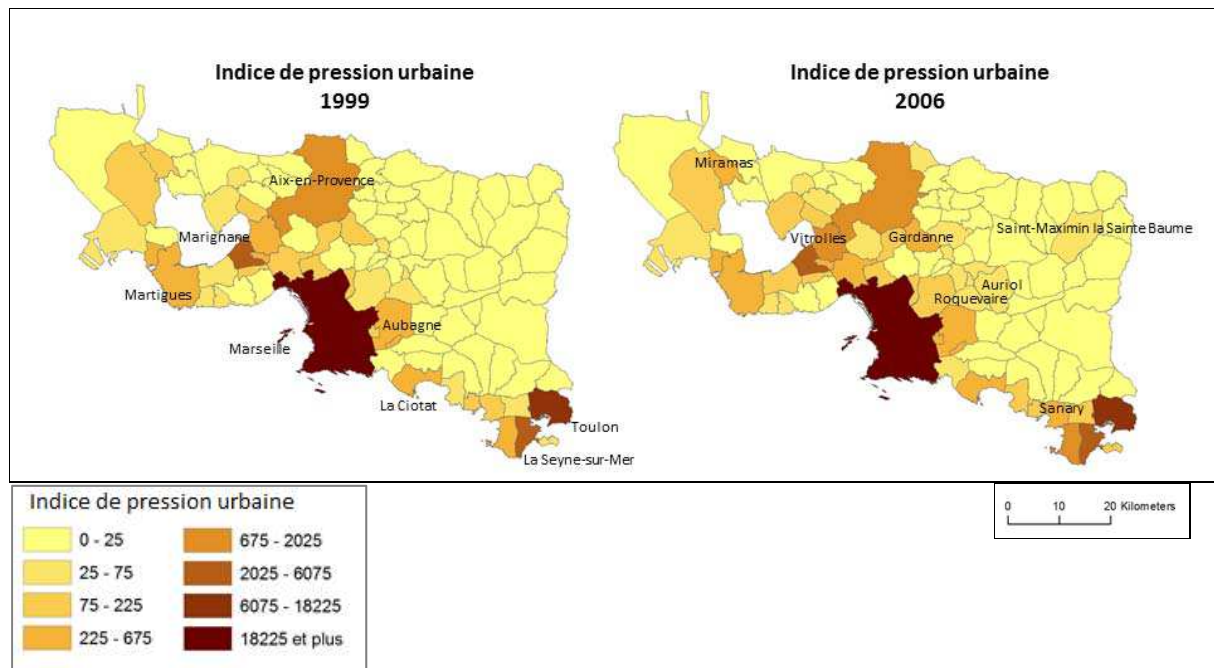 Indice de pression urbaine
1999
Aix-en-Provence
Marignane
Martigues
Marseille
Aubagne
La Ciotat
Toulon
La Seyne-sur-Mer
Indice de pression urbaine
2006
Miramas
Vitrolles
Gardanne
Saint-Maximin la Sainte Baume
Auriol
Roquevaire
Sanary
Indice de pression urbaine
0 - 25
25 - 75
75 - 225
225 - 675
675 - 2025
2025 - 6075
6075 - 18225
18225 et plus
0 10 20 Kilometers